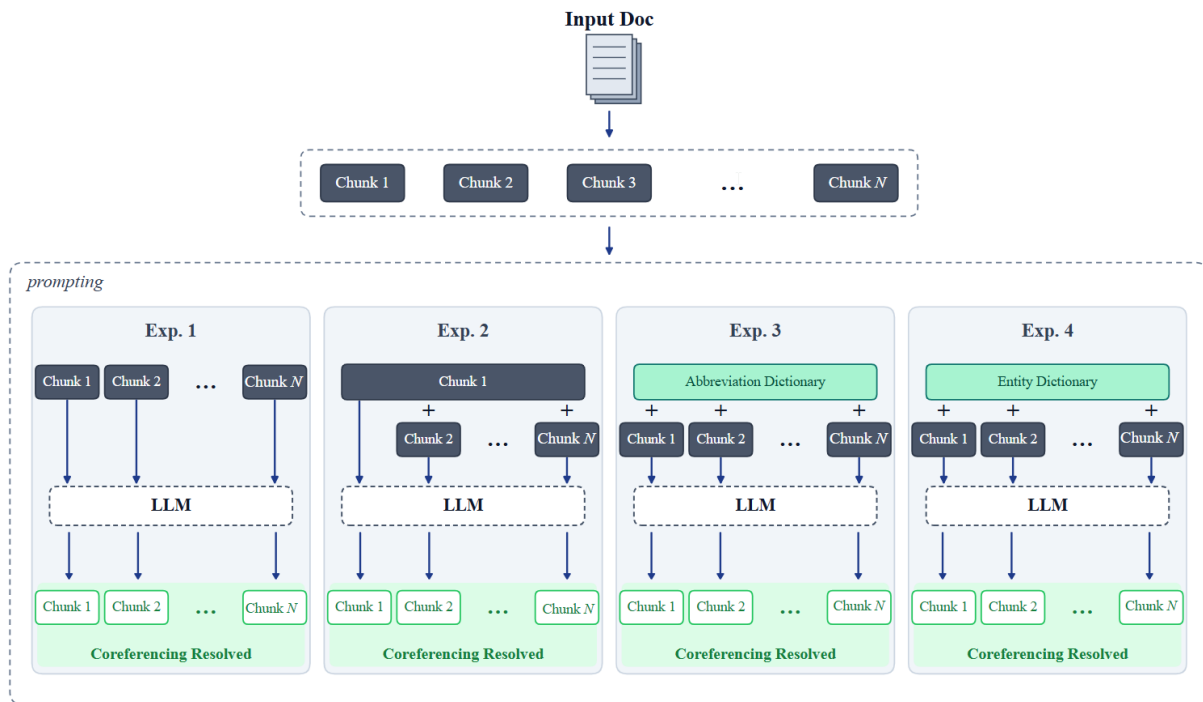 Input Doc
Chunk 1 Chunk 2 Chunk 3 ... Chunk N
prompting
Exp. 1
Chunk 1 Chunk 2 ... Chunk N
LLM
Chunk 1 Chunk 2 ... Chunk N
Coreferencing Resolved
Exp. 2
Chunk 1
+ +
Chunk 2 ... Chunk N
LLM
Chunk 1 Chunk 2 ... Chunk N
Coreferencing Resolved
Exp. 3
Abbreviation Dictionary
+ + +
Chunk 1 Chunk 2 ... Chunk N
LLM
Chunk 1 Chunk 2 ... Chunk N
Coreferencing Resolved
Exp. 4
Entity Dictionary
+ + +
Chunk 1 Chunk 2 ... Chunk N
LLM
Chunk 1 Chunk 2 ... Chunk N
Coreferencing Resolved